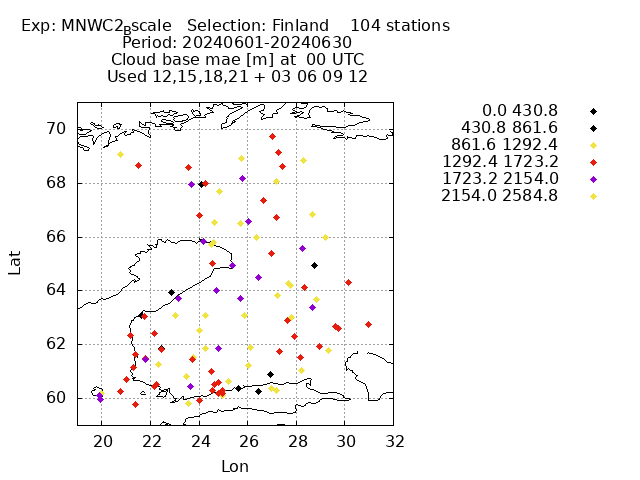 Exp: MNWC2Bscale   Selection: Finland    104 stations
Period: 20240601-20240630
Cloud base mae [m] at  00 UTC
Used 12,15,18,21 + 03 06 09 12
0.0 430.8
430.8 861.6
861.6 1292.4
1292.4 1723.2
1723.2 2154.0
2154.0 2584.8
70
68
66
64
62
60
Lat
20 22 24 26 28 30 32
Lon